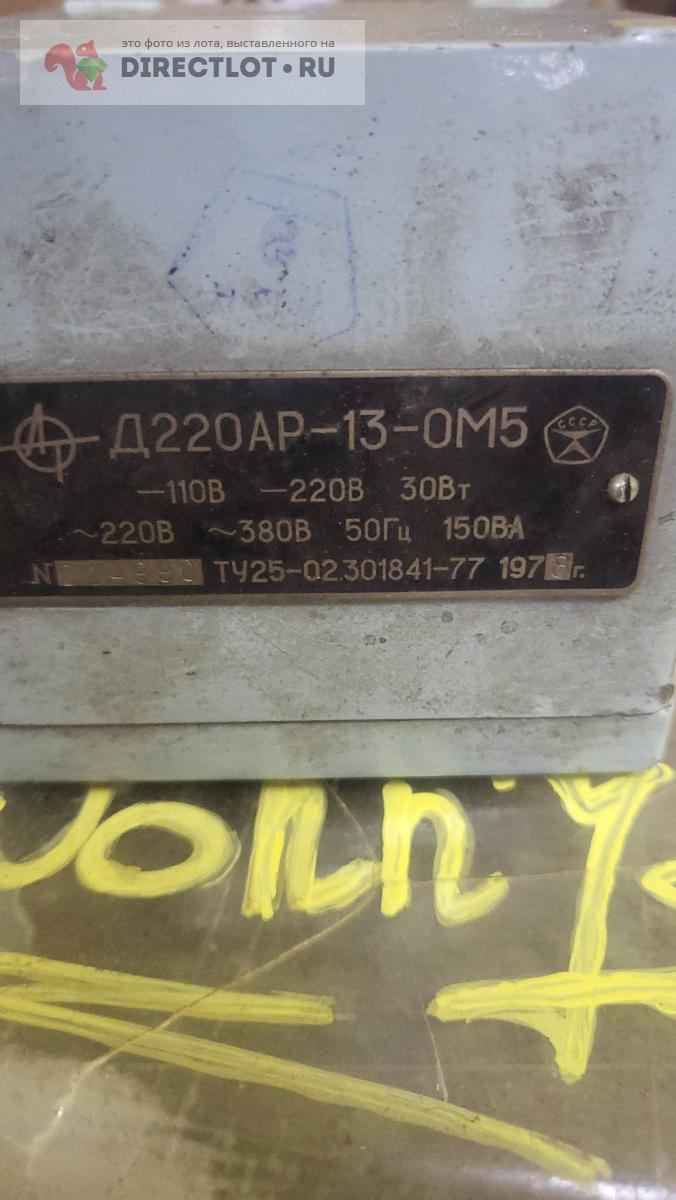 это фото из лота, выставленного на
DIRECTLOT.RU
Д220АР-13-ОМ5
СССР
—110В —220В 30Вт
~220В ~380В 50Гц 150ВА
N ТУ25-02.301841-77 1978г.